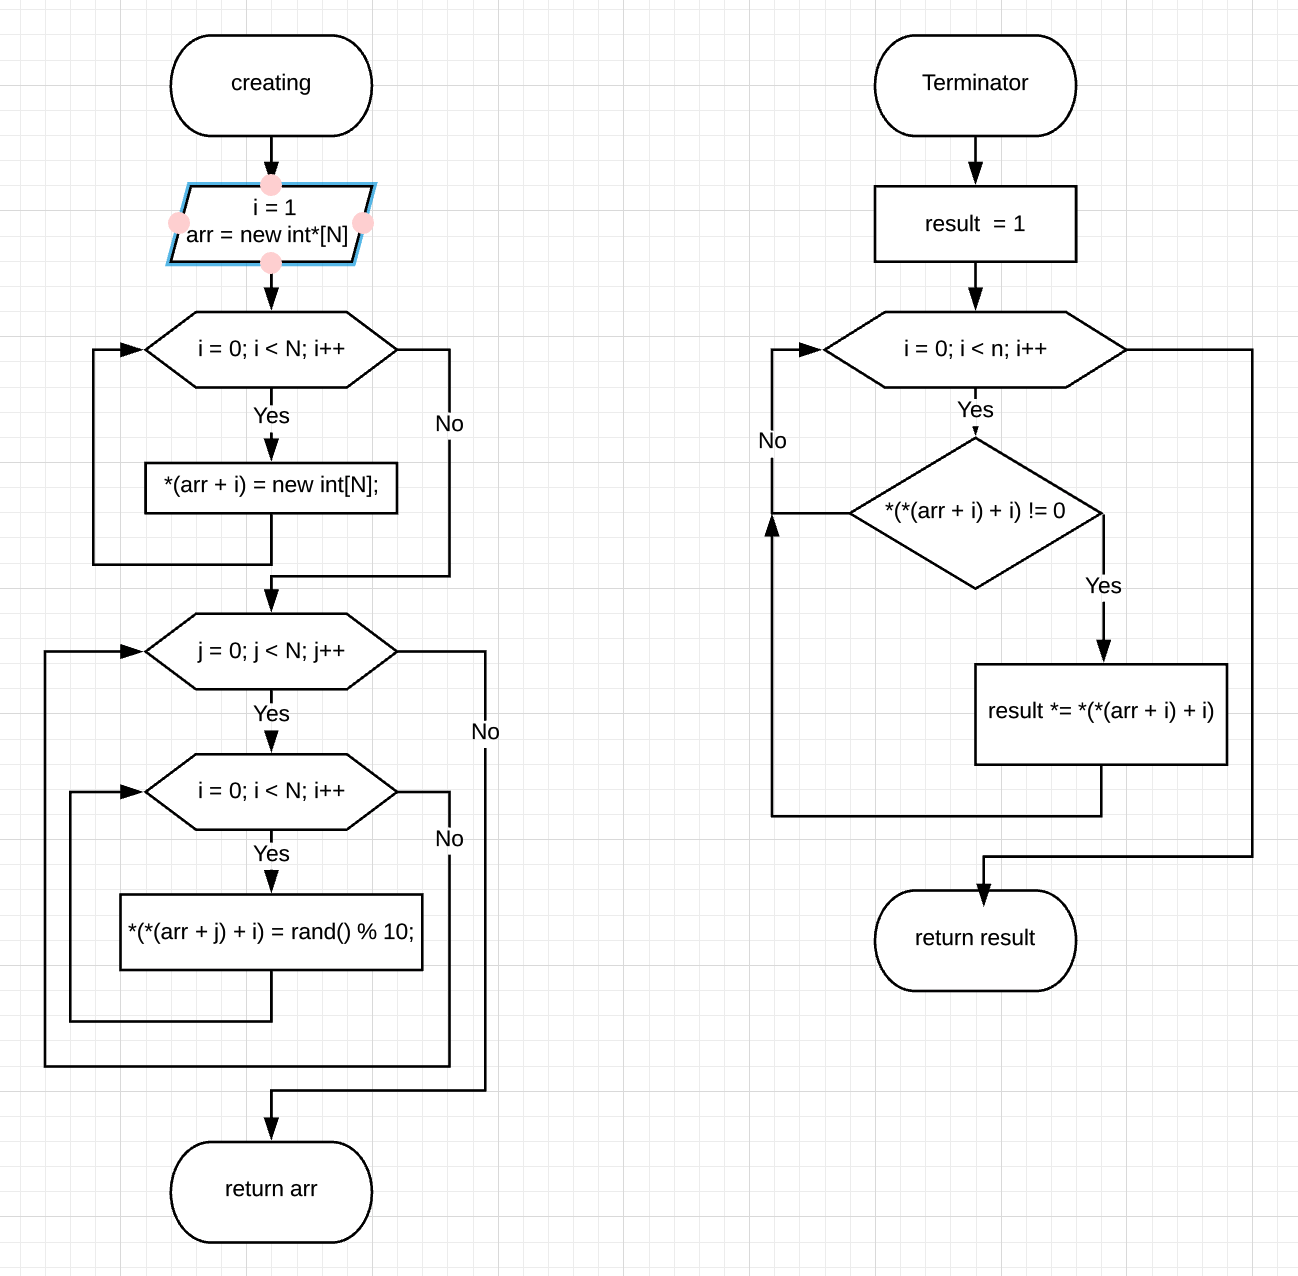 creating
i = 1
arr = new int*[N]
i = 0; i < N; i++
Yes
No
*(arr + i) = new int[N];
j = 0; j < N; j++
Yes
No
i = 0; i < N; i++
No
Yes
*(*(arr + j) + i) = rand() % 10;
return arr
Terminator
result = 1
i = 0; i < n; i++
Yes
No
*(*(arr + i) + i) != 0
Yes
result *= *(*(arr + i) + i)
return result